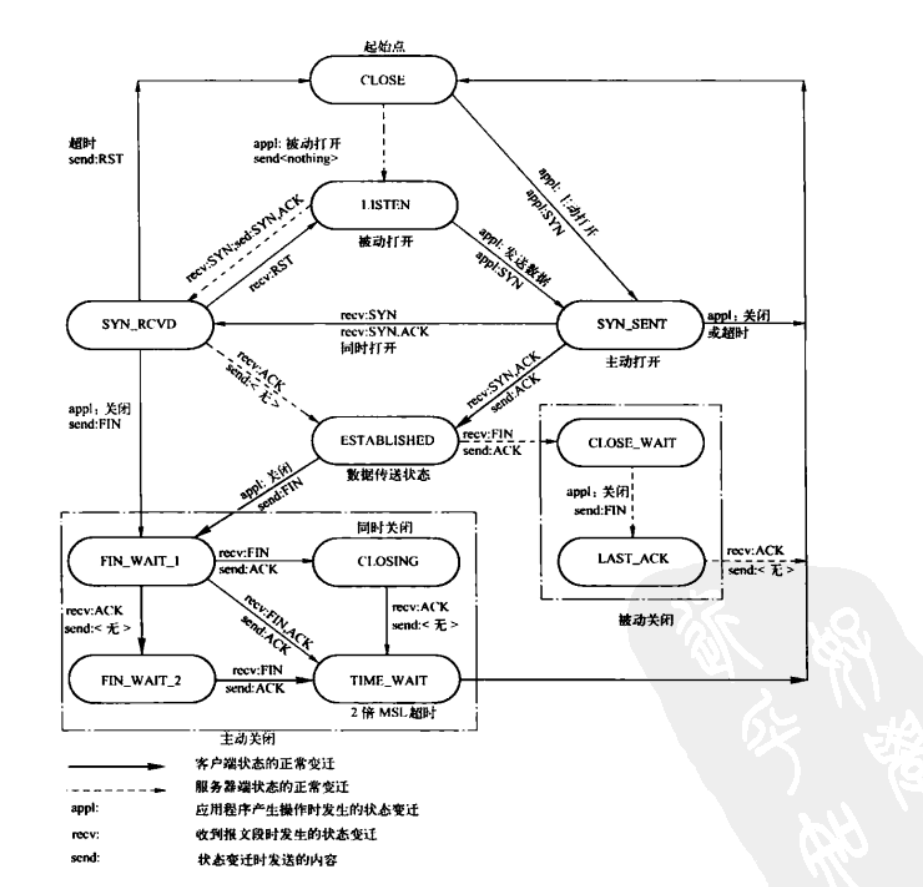 起始点
CLOSE
超时
send:RST
appl: 被动打开
send<nothing>
appl: 主动打开
appl:SYN
LISTEN
被动打开
recv:SYN;sed:SYN,ACK
recv:RST
appl: 发送数据
appl:SYN
SYN_RCVD
recv:SYN
recv:SYN,ACK
同时打开
SYN_SENT
主动打开
appl: 关闭
或超时
recv:ACK
send:< 无 >
recv:SYN,ACK
send:ACK
appl: 关闭
send:FIN
ESTABLISHED
数据传送状态
recv:FIN
send:ACK
CLOSE_WAIT
appl: 关闭
send:FIN
appl: 关闭
send:FIN
LAST_ACK
recv:ACK
send:< 无 >
被动关闭
同时关闭
FIN_WAIT_1
recv:FIN
send:ACK
CLOSING
recv:ACK
send:< 无 >
recv:FIN,ACK
send:ACK
recv:ACK
send:< 无 >
FIN_WAIT_2
recv:FIN
send:ACK
TIME_WAIT
2 倍 MSL 超时
主动关闭
客户端状态的正常变迁
服务器端状态的正常变迁
appl: 应用程序产生操作时发生的状态变迁
recv: 收到报文段时发生的状态变迁
send: 状态变迁时发送的内容